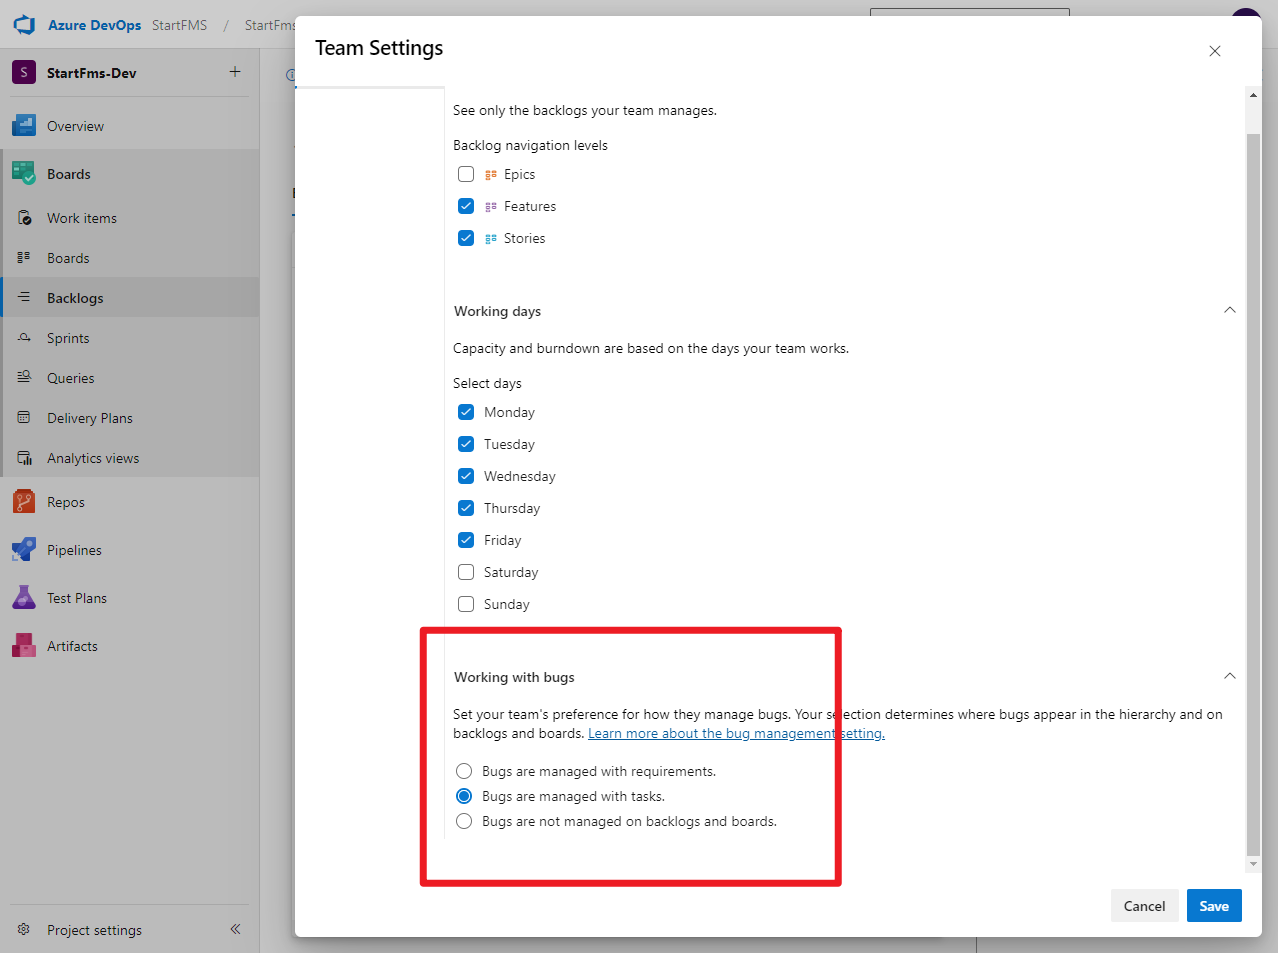 Azure DevOps StartFMS / StartFms
S StartFms-Dev +
Overview
Boards
Work items
Boards
Backlogs
Sprints
Queries
Delivery Plans
Analytics views
Repos
Pipelines
Test Plans
Artifacts
Project settings
Team Settings
See only the backlogs your team manages.
Backlog navigation levels
Epics
Features
Stories
Working days
Capacity and burndown are based on the days your team works.
Select days
Monday
Tuesday
Wednesday
Thursday
Friday
Saturday
Sunday
Working with bugs
Set your team's preference for how they manage bugs. Your selection determines where bugs appear in the hierarchy and on
backlogs and boards. Learn more about the bug management setting.
Bugs are managed with requirements.
Bugs are managed with tasks.
Bugs are not managed on backlogs and boards.
Cancel Save